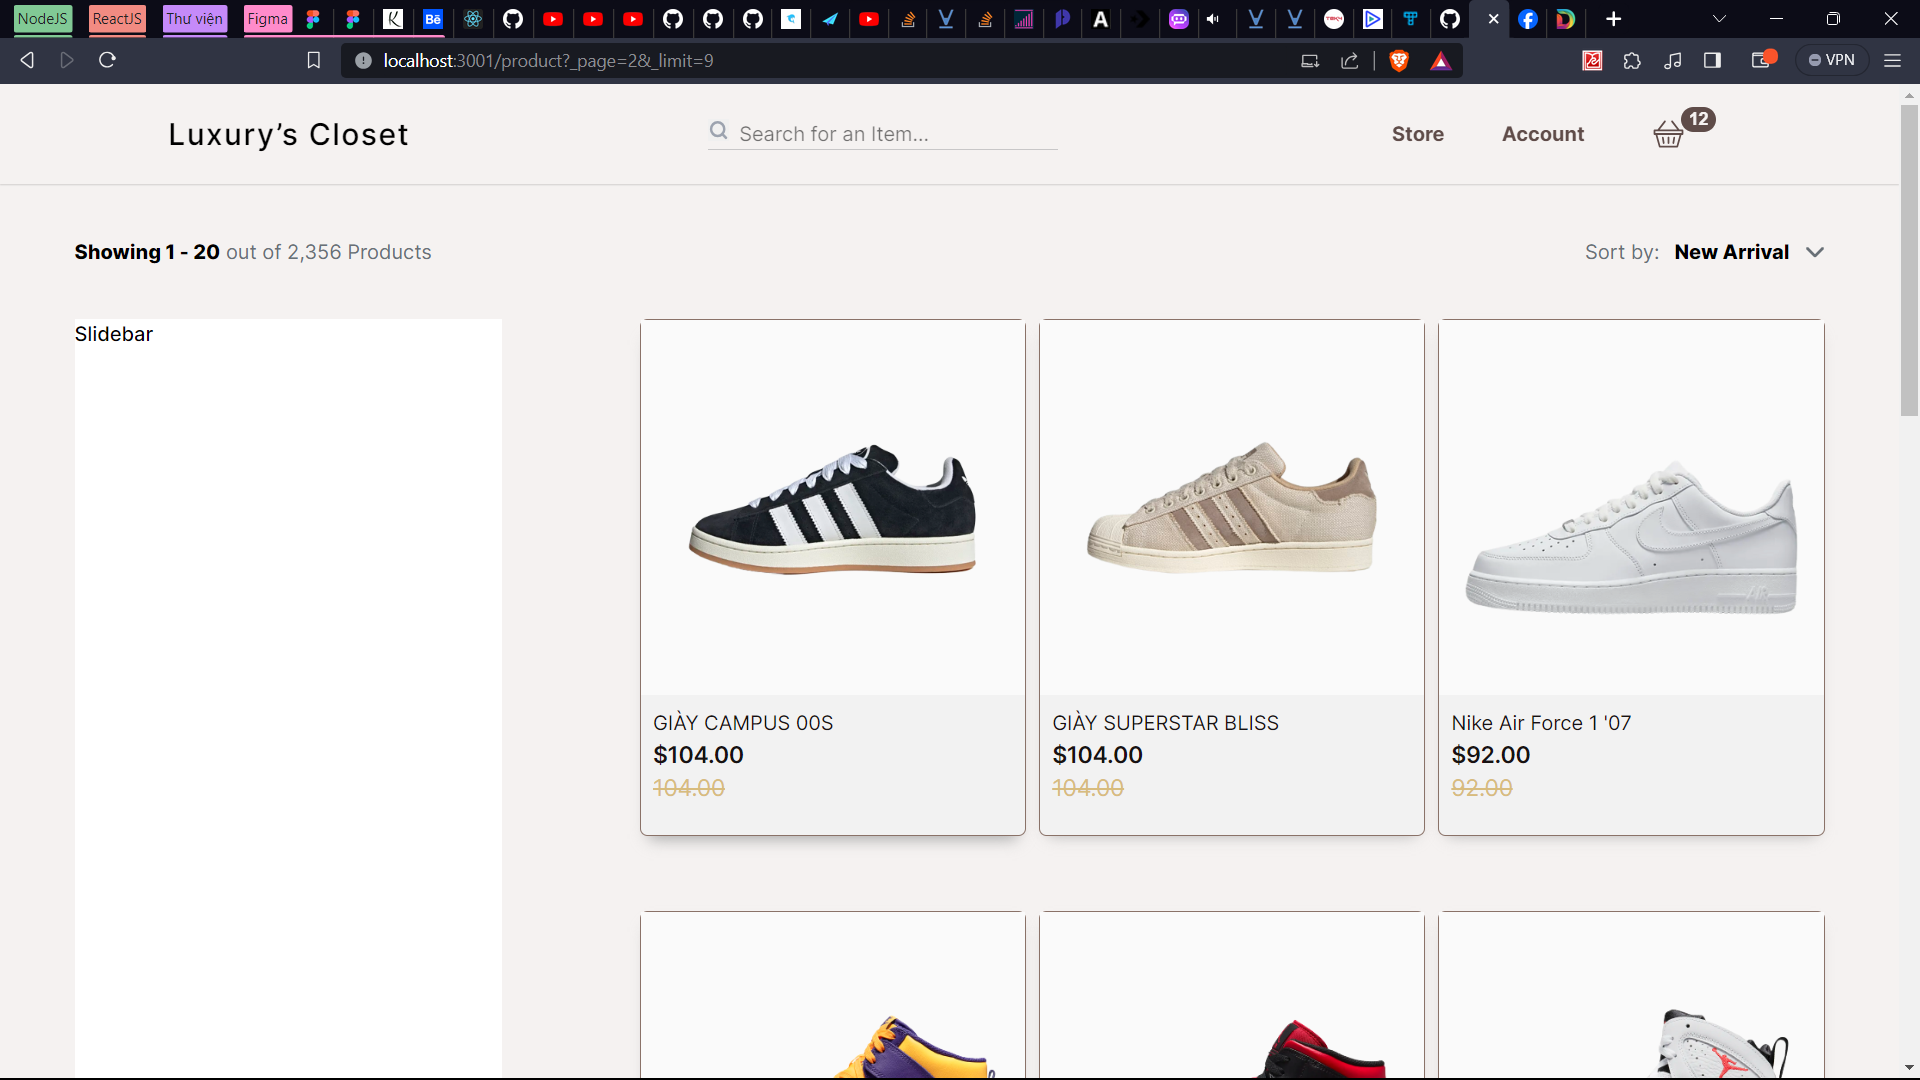 NodeJS ReactJS Thư viện Figma
localhost:3001/product?_page=2&_limit=9
VPN
Luxury’s Closet
Search for an Item...
Store
Account
12
Showing 1 - 20 out of 2,356 Products
Sort by: New Arrival
Slidebar
GIÀY CAMPUS 00S
$104.00
104.00
GIÀY SUPERSTAR BLISS
$104.00
104.00
Nike Air Force 1 '07
$92.00
92.00